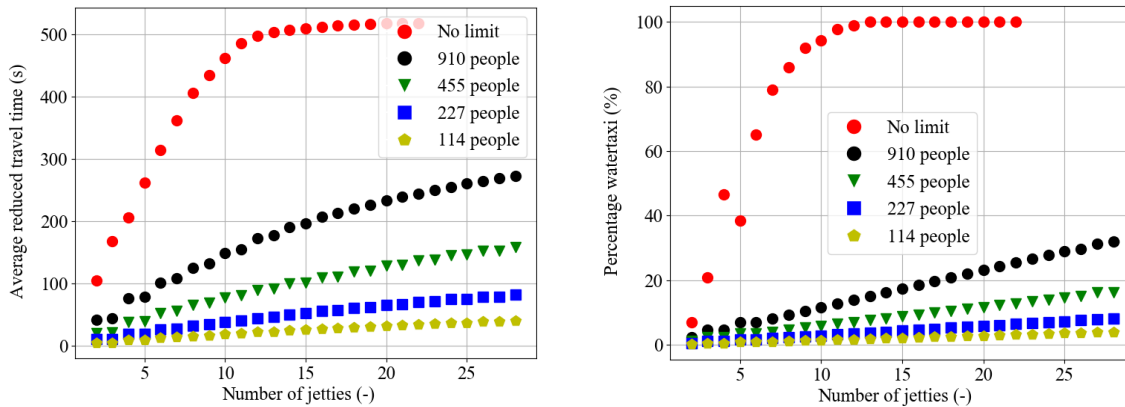 Average reduced travel time (s)
500
400
300
200
100
0
5
10
15
20
25
Number of jetties (-)
No limit
910 people
455 people
227 people
114 people
Percentage watertaxi (%)
100
80
60
40
20
0
5
10
15
20
25
Number of jetties (-)
No limit
910 people
455 people
227 people
114 people